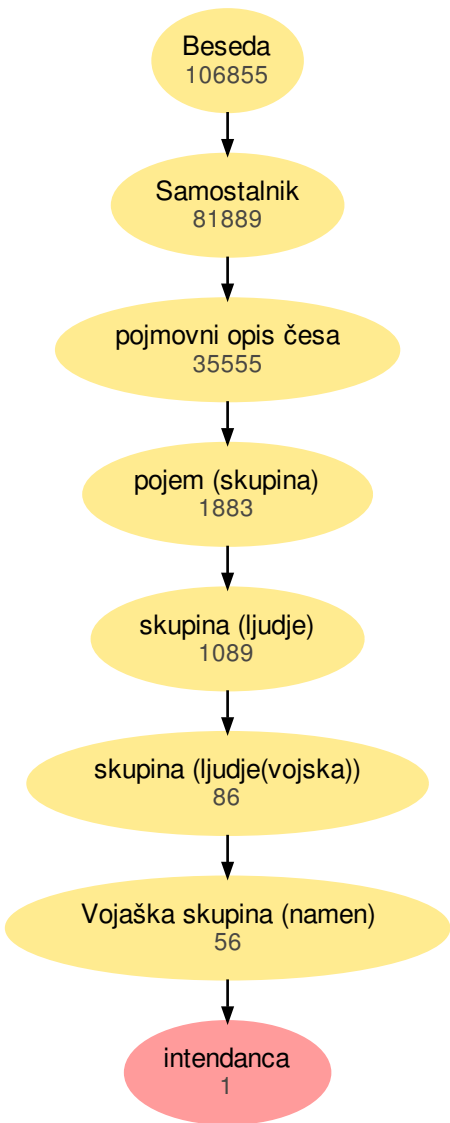 Beseda
106855
Samostalnik
81889
pojmovni opis česa
35555
pojem (skupina)
1883
skupina (ljudje)
1089
skupina (ljudje(vojska))
86
Vojaška skupina (namen)
56
intendanca
1